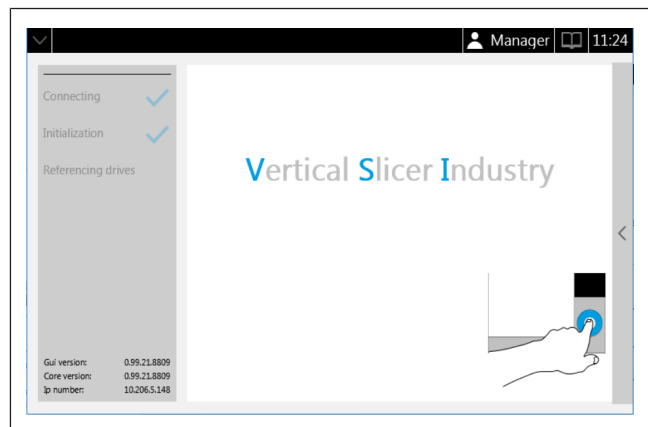 Manager 11:24
Connecting
Initialization
Referencing drives
Vertical Slicer Industry
Gui version: 0.99.21.8809
Core version: 0.99.21.8809
Ip number: 10.206.5.148